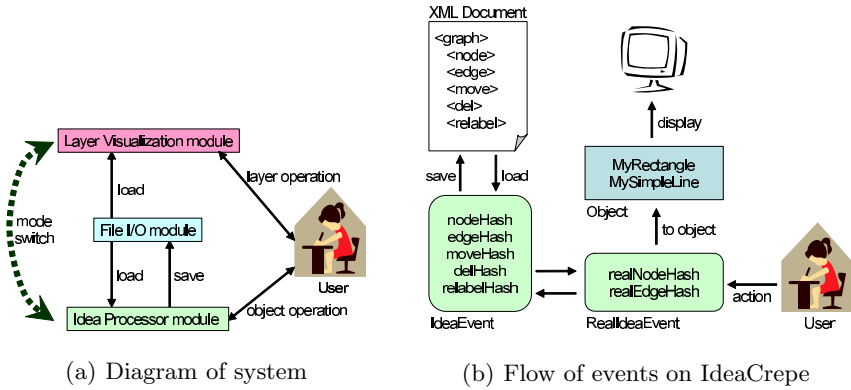 Layer Visuallization module
load
layer operation
mode
switch
File I/O module
load
save
User
object operation
Idea Processor module
(a) Diagram of system
XML Document
<graph>
<node>
<edge>
<move>
<del>
<relabel>
save
load
nodeHash
edgeHash
moveHash
delHash
relabelHash
IdeaEvent
display
MyRectangle
MySimpleLine
Object
to object
realNodeHash
realEdgeHash
RealIdeaEvent
action
User
(b) Flow of events on IdeaCrepe